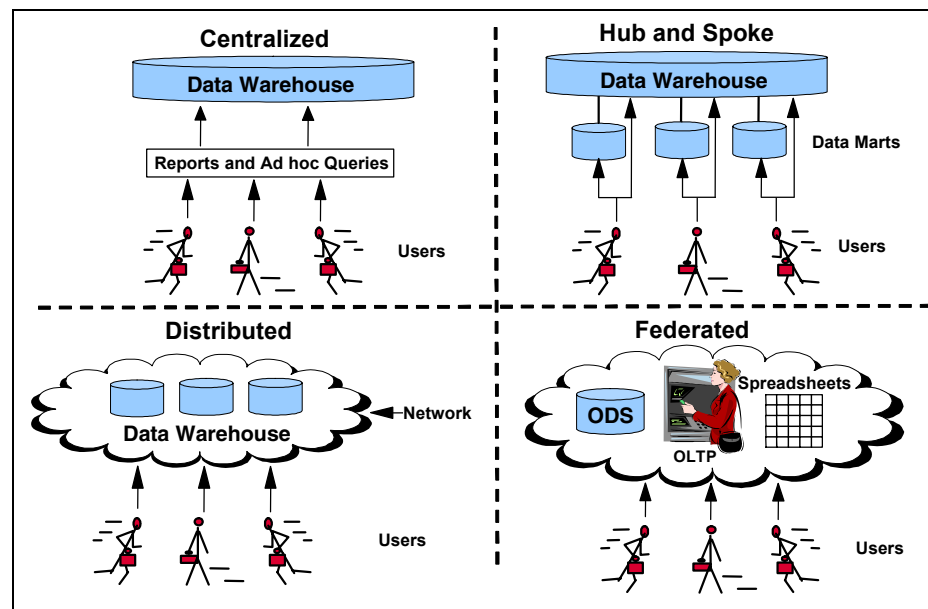 Centralized
Data Warehouse
Reports and Ad hoc Queries
Users
Hub and Spoke
Data Warehouse
Data Marts
Users
Distributed
Data Warehouse
Network
Users
Federated
ODS
OLTP
Spreadsheets
Users